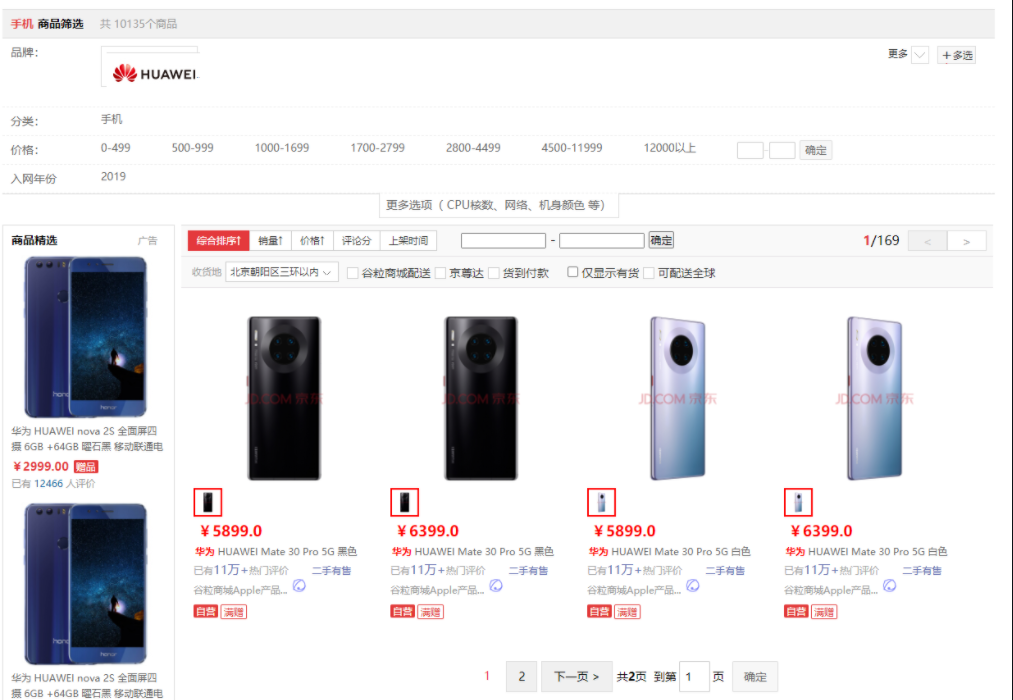 手机 商品筛选 共 10135个商品
品牌：
HUAWEI
更多 +多选
分类： 手机
价格： 0-499 500-999 1000-1699 1700-2799 2800-4499 4500-11999 12000以上 - 确定
入网年份 2019
更多选项（ CPU核数、网络、机身颜色 等）
商品精选 广告
综合排序↑ 销量↑ 价格↑ 评论分 上架时间 - 确定 1/169 < >
收货地 北京朝阳区三环以内 谷粒商城配送 京尊达 货到付款 仅显示有货 可配送全球
honor
honor
华为 HUAWEI nova 2S 全面屏四
摄 6GB +64GB 曜石黑 移动联通电
￥2999.00 赠品
已有 12466 人评价
honor
honor
华为 HUAWEI nova 2S 全面屏四
摄 6GB +64GB 曜石黑 移动联通电
JD.COM 京东
￥5899.0
华为 HUAWEI Mate 30 Pro 5G 黑色
已有11万+热门评价 二手有售
谷粒商城Apple产品...
自营 满赠
JD.COM 京东
￥6399.0
华为 HUAWEI Mate 30 Pro 5G 黑色
已有11万+热门评价 二手有售
谷粒商城Apple产品...
自营 满赠
JD.COM 京东
￥5899.0
华为 HUAWEI Mate 30 Pro 5G 白色
已有11万+热门评价 二手有售
谷粒商城Apple产品...
自营 满赠
JD.COM 京东
￥6399.0
华为 HUAWEI Mate 30 Pro 5G 白色
已有11万+热门评价 二手有售
谷粒商城Apple产品...
自营 满赠
1 2 下一页 > 共2页 到第 1 页 确定